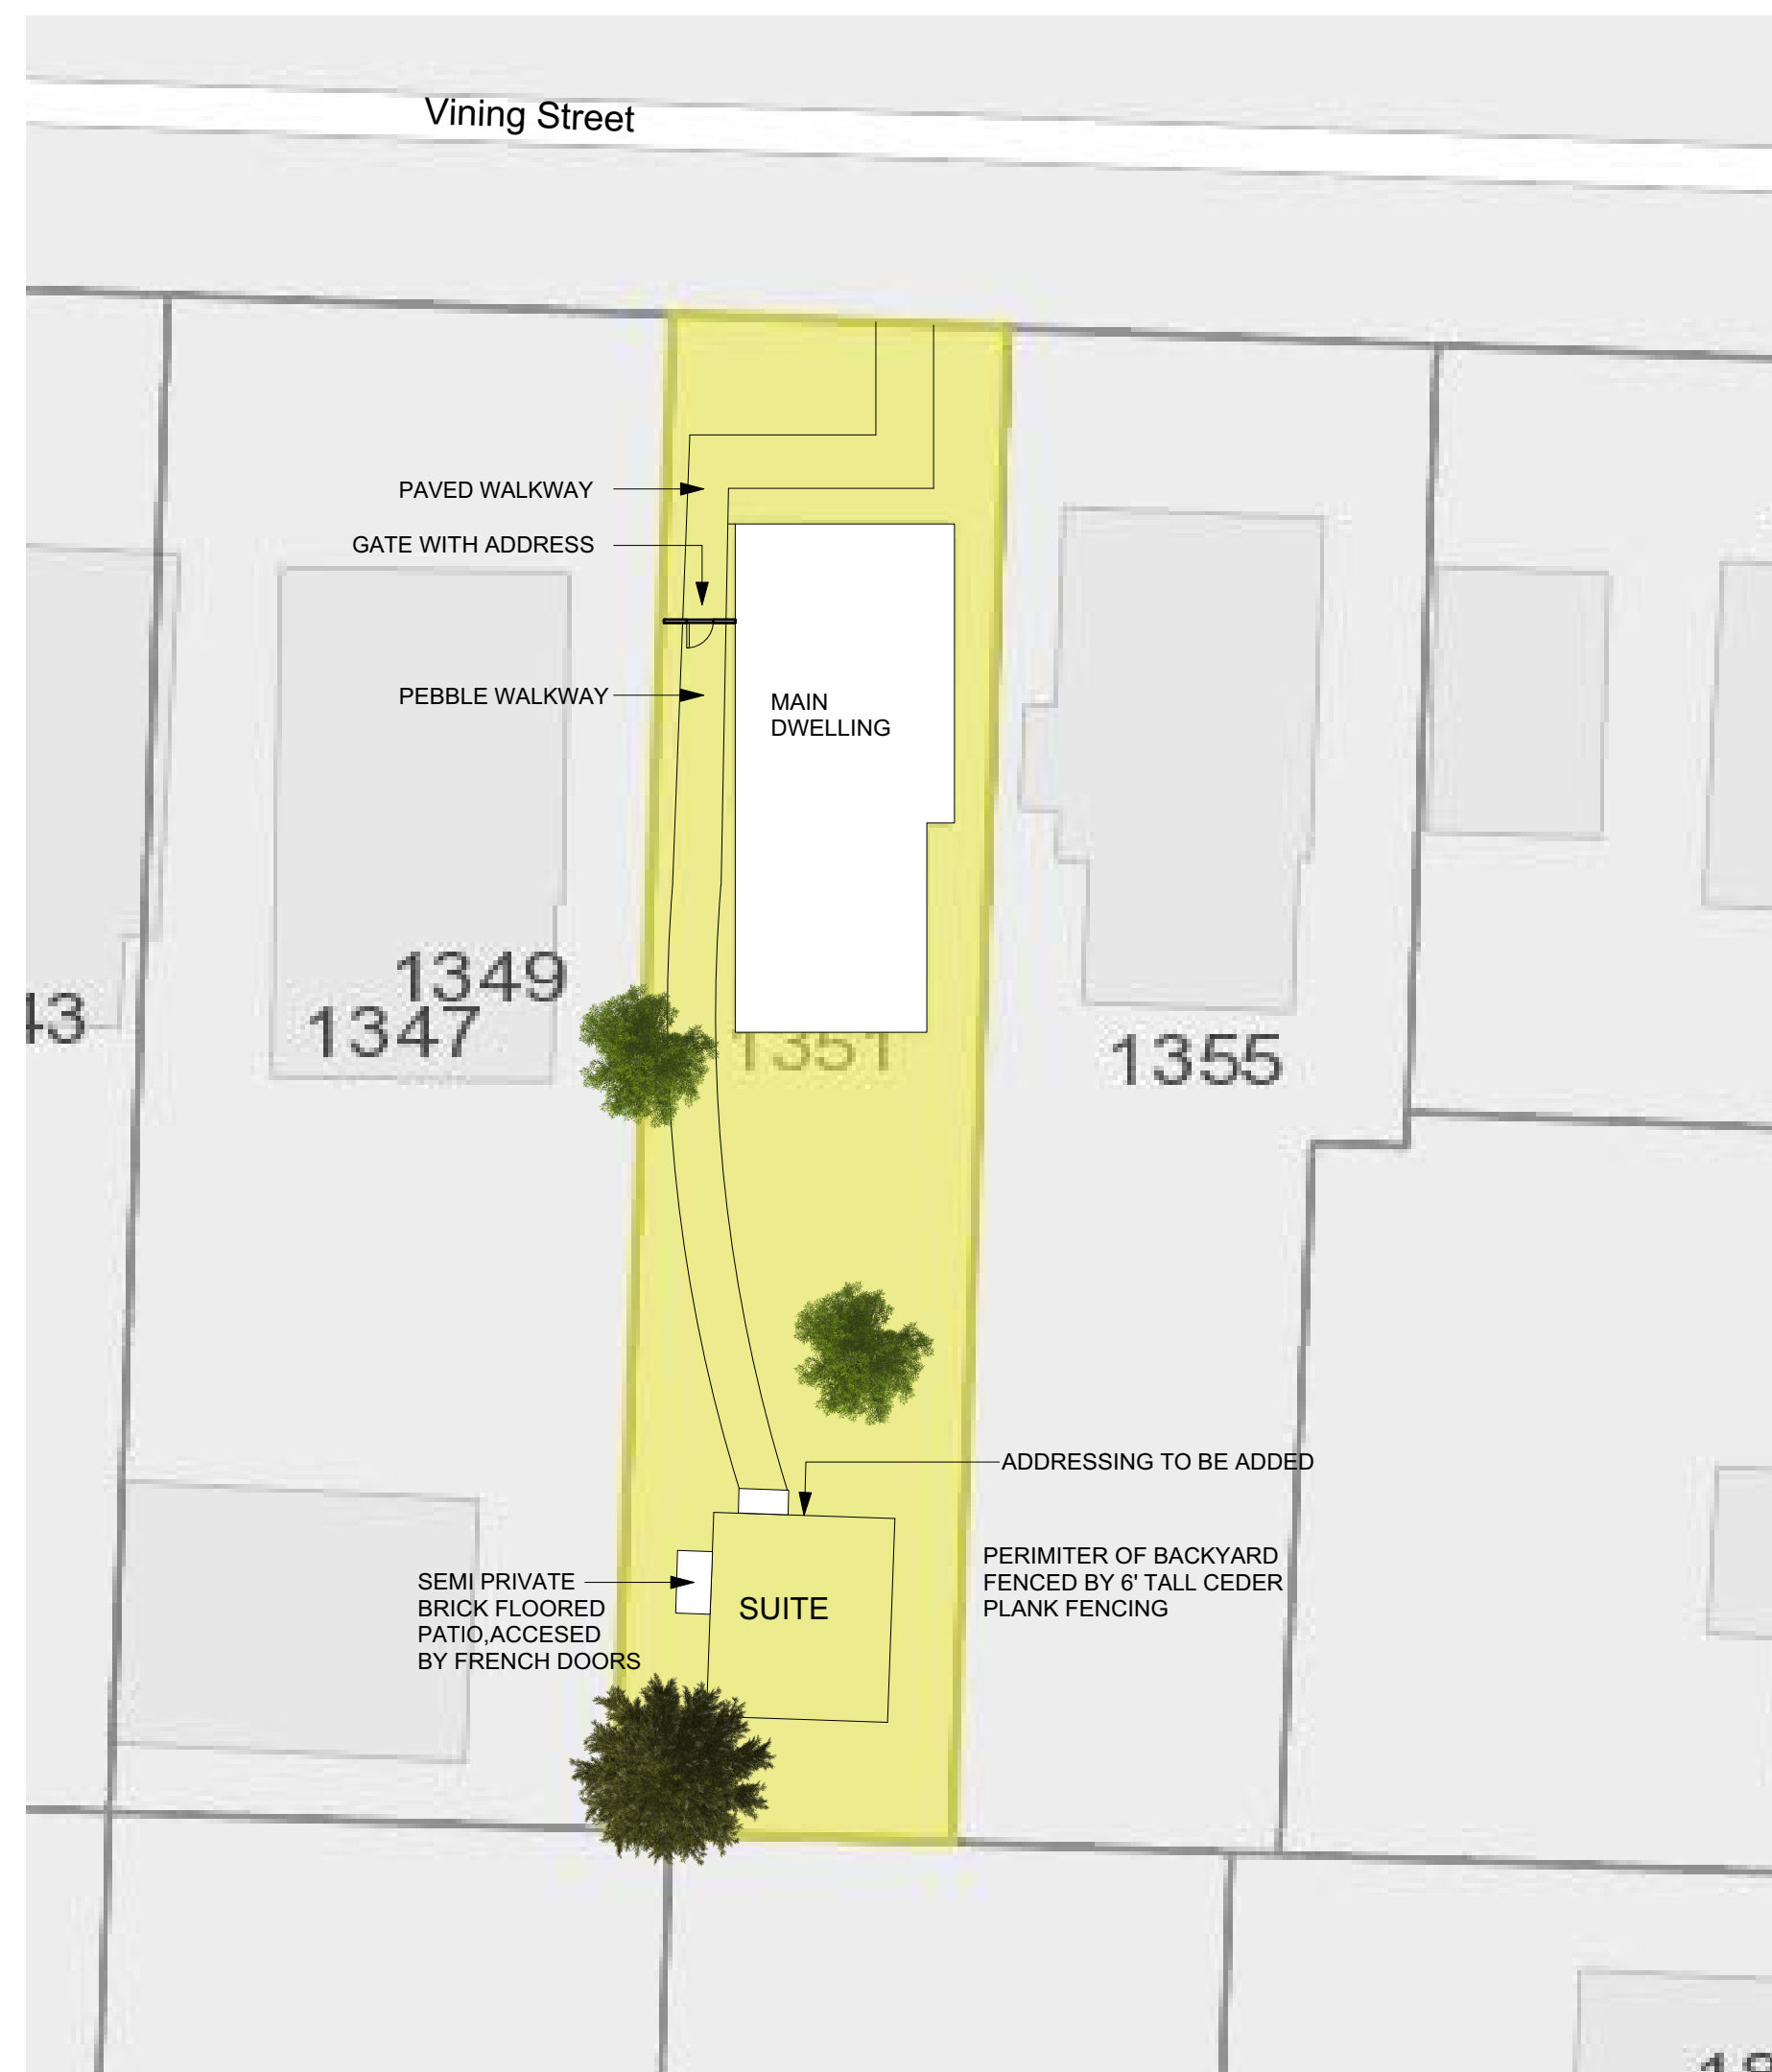 Vining Street
PAVED WALKWAY
GATE WITH ADDRESS
PEBBLE WALKWAY
MAIN
DWELLING
1349
43
1347
1351
1355
ADDRESSING TO BE ADDED
PERIMITER OF BACKYARD
FENCED BY 6' TALL CEDER
PLANK FENCING
SEMI PRIVATE
BRICK FLOORED
PATIO,ACCESED
BY FRENCH DOORS
SUITE